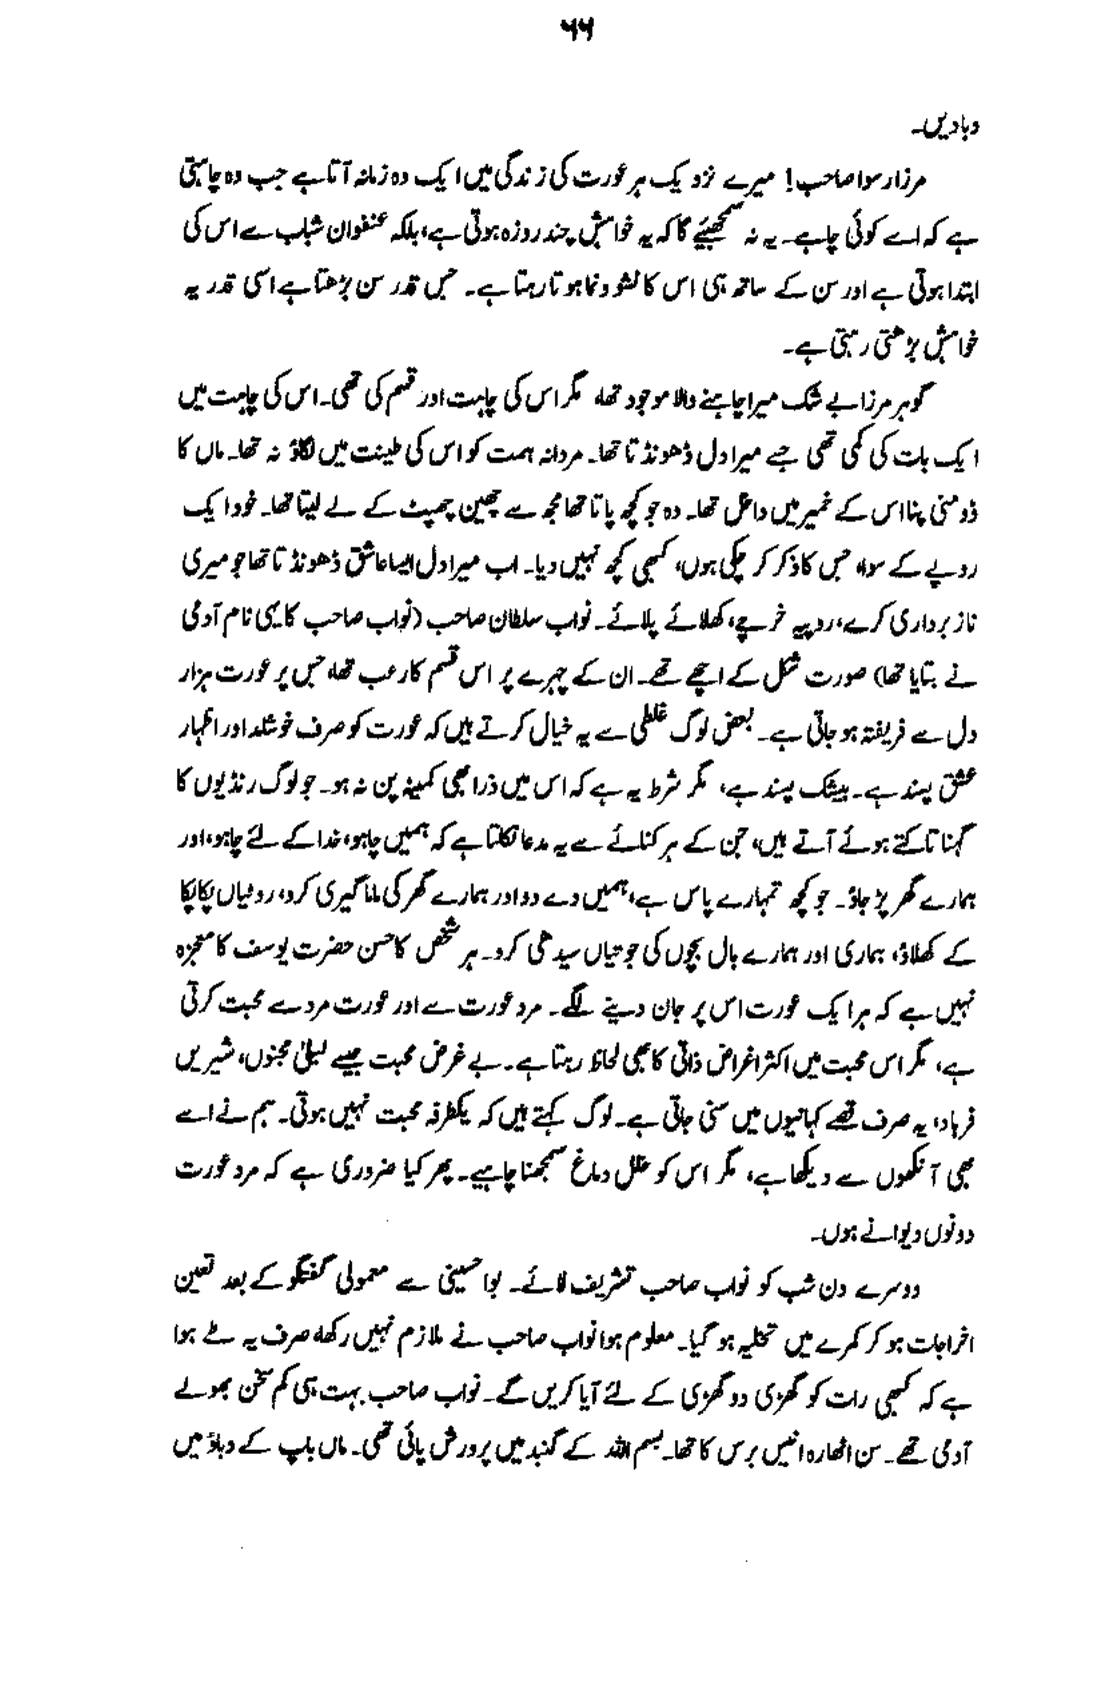 ۶۶
دبا دیں۔
مرزا رسوا صاحب! میرے نزدیک ہر عورت کی زندگی میں ایک وہ زمانہ آتا ہے جب وہ چاہتی
ہے کہ اسے کوئی چاہے۔ یہ نہ سمجھیئے گا کہ یہ خواہش چند روزہ ہوتی ہے، بلکہ عنفوان شباب سے اس کی
ابتدا ہوتی ہے اور سن کے ساتھ ہی اس کا نشوونما ہوتا رہتا ہے۔ جس قدر سن بڑھتا ہے اسی قدر یہ
خواہش بڑھتی رہتی ہے۔
گوہر مرزا بے شک میرا چاہنے والا موجود تھا، مگر اس کی چاہت اور قسم کی تھی۔ اس کی چاہت میں
ایک بات کی کمی تھی جسے میرا دل ڈھونڈتا تھا۔ مردانہ ہمت کو اس کی طینت میں لگاؤ نہ تھا۔ ماں کا
ڈومنی پنا اس کے خمیر میں داخل تھا۔ وہ جو کچھ پاتا تھا مجھ سے چھین جھپٹ کے لے لیتا تھا۔ خود ایک
روپے کے سوا، جس کا ذکر کر چکی ہوں، کبھی کچھ نہیں دیا۔ اب میرا دل ایسا عاشق ڈھونڈتا تھا جو میری
ناز برداری کرے، روپیہ خرچے، کھلائے پلائے۔ نواب سلطان صاحب (نواب صاحب کا یہی نام آدمی
نے بتایا تھا) صورت شکل کے اچھے تھے۔ ان کے چہرے پر اس قسم کا رعب تھا، جس پر عورت ہزار
دل سے فریفتہ ہو جاتی ہے۔ بعض لوگ غلطی سے یہ خیال کرتے ہیں کہ عورت کو صرف خوشامد اور اظہار
عشق پسند ہے۔ بیشک پسند ہے، مگر شرط یہ ہے کہ اس میں ذرا بھی کمینہ پن نہ ہو۔ جو لوگ رنڈیوں کا
گہنا تاکتے ہوئے آتے ہیں، جن کے ہر کنائے سے یہ مدعا نکلتا ہے کہ ہمیں چاہو، خدا کے لئے چاہو، اور
ہمارے گھر پڑ جاؤ۔ جو کچھ تمہارے پاس ہے، ہمیں دے دو اور ہمارے گھر کی ماما گیری کرو، روٹیاں پکا پکا
کے کھلاؤ، ہماری اور ہمارے بال بچوں کی جوتیاں سیدھی کرو۔ ہر شخص کا حسن حضرت یوسف کا معجزہ
نہیں ہے کہ ہر ایک عورت اس پر جان دینے لگے۔ مرد عورت سے اور عورت مرد سے محبت کرتی
ہے، مگر اس محبت میں اکثر اغراض ذاتی کا بھی لحاظ رہتا ہے۔ بے غرض محبت جیسے لیلیٰ مجنوں، شیریں
فرہاد، یہ صرف قصے کہانیوں میں سنی جاتی ہے۔ لوگ کہتے ہیں کہ یکطرفہ محبت نہیں ہوتی۔ ہم نے اسے
بھی آنکھوں سے دیکھا ہے، مگر اس کو خلل دماغ سمجھنا چاہیے۔ پھر کیا ضروری ہے کہ مرد عورت
دونوں دیوانے ہوں۔
دوسرے دن شب کو نواب صاحب تشریف لائے۔ بوا حسینی سے معمولی گفتگو کے بعد تعین
اخراجات ہو کر کمرے میں تخلیہ ہو گیا۔ معلوم ہوا نواب صاحب نے ملازم نہیں رکھا، صرف یہ طے ہوا
ہے کہ کبھی رات کو گھڑی دو گھڑی کے لئے آیا کریں گے۔ نواب صاحب بہت ہی کم سخن بھولے
آدمی تھے۔ سن اٹھارہ انیس برس کا تھا۔ بسم اللہ کے گنبد میں پرورش پائی تھی۔ ماں باپ کے دباؤ میں